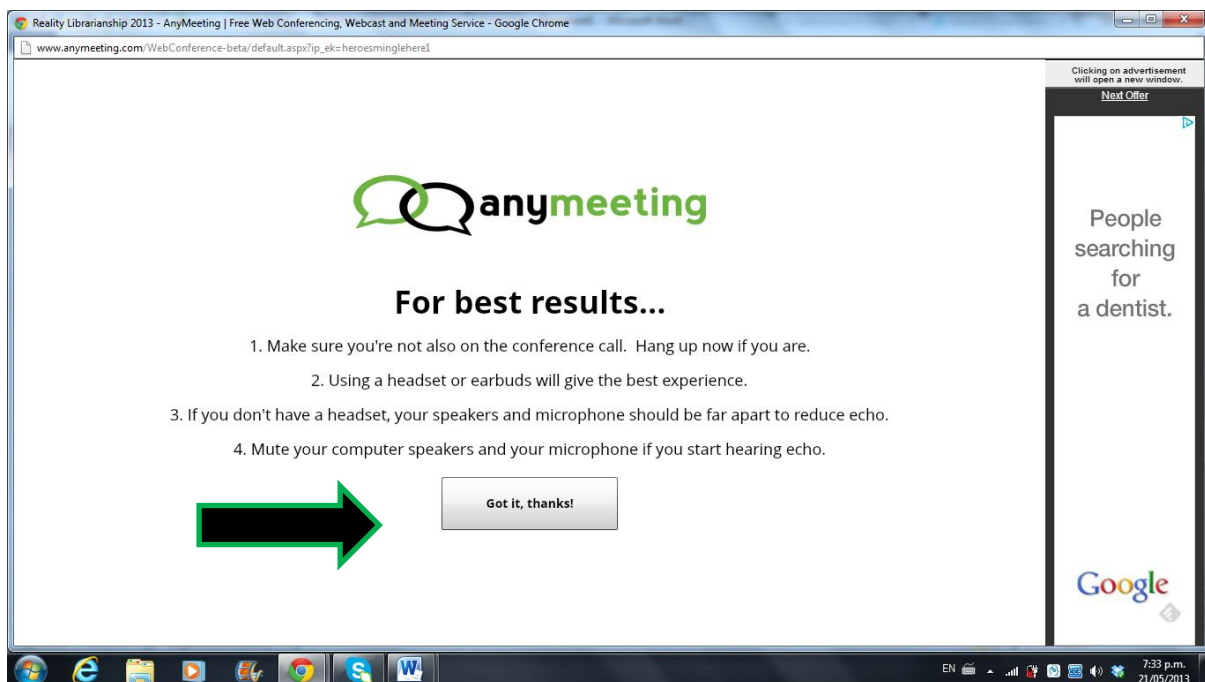 Reality Librarianship 2013 - AnyMeeting | Free Web Conferencing, Webcast and Meeting Service - Google Chrome
www.anymeeting.com/WebConference-beta/default.aspx?ip_ek=heroesminglehere1
Clicking on advertisement
will open a new window.
Next Offer
anymeeting
People
searching
for
a dentist.
For best results...
1. Make sure you're not also on the conference call.  Hang up now if you are.
2. Using a headset or earbuds will give the best experience.
3. If you don't have a headset, your speakers and microphone should be far apart to reduce echo.
4. Mute your computer speakers and your microphone if you start hearing echo.
Got it, thanks!
Google
EN
7:33 p.m.
21/05/2013